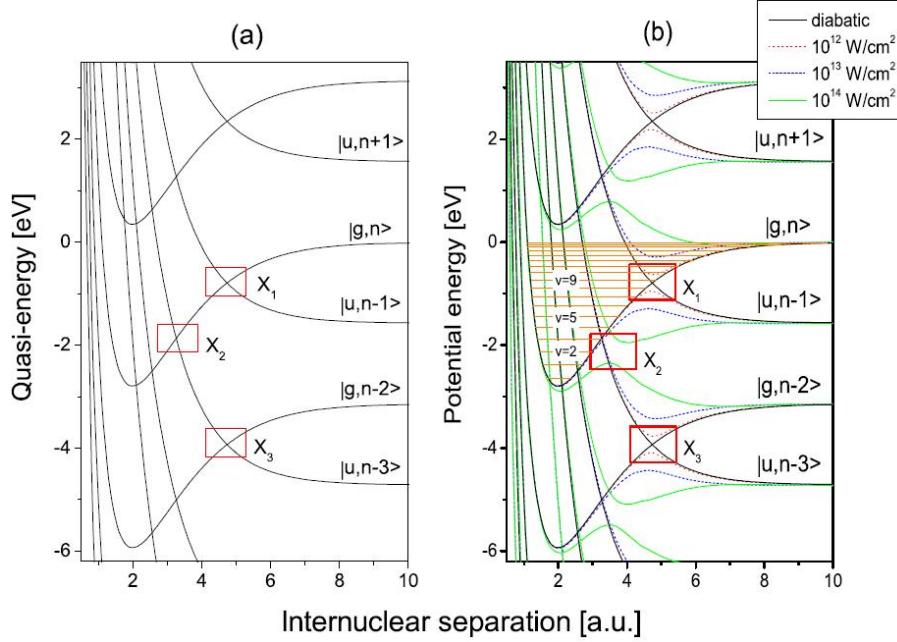 (a)
(b)
diabatic
10¹² W/cm²
10¹³ W/cm²
10¹⁴ W/cm²
Quasi-energy [eV]
2
0
-2
-4
-6
|u,n+1>
|g,n>
X₁
|u,n-1>
X₂
|g,n-2>
X₃
|u,n-3>
2 4 6 8 10
Potential energy [eV]
2
0
-2
-4
-6
|u,n+1>
|g,n>
v=9
X₁
|u,n-1>
v=5
v=2
X₂
|g,n-2>
X₃
|u,n-3>
2 4 6 8 10
Internuclear separation [a.u.]